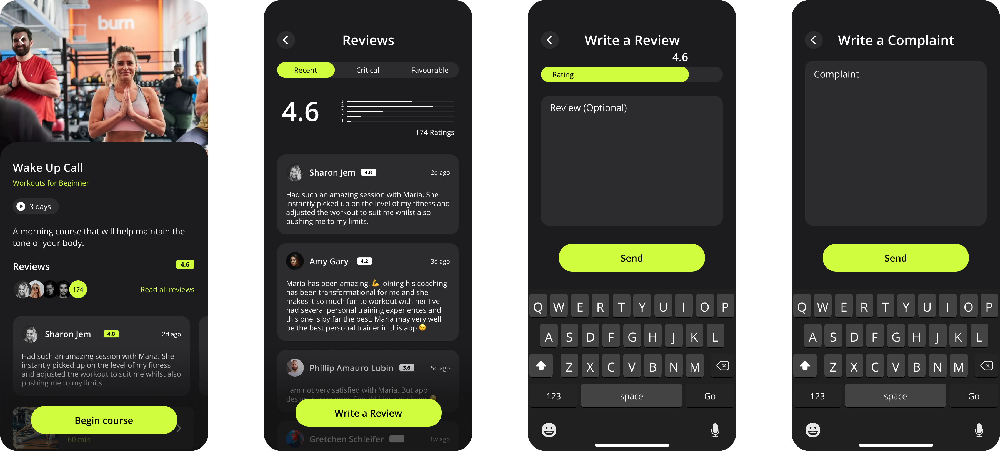 burn
Wake Up Call
Workouts for Beginner
3 days
A morning course that will help maintain the
tone of your body.
Reviews
4.6
174
Read all reviews
Sharon Jem
4.8
2d ago
Had such an amazing session with Maria. She
instantly picked up on the level of my fitness
and adjusted the workout to suit me whilst also
pushing me to my limits.
Begin course
60 min
Reviews
Recent
Critical
Favourable
4.6
5
4
3
2
1
174 Ratings
Sharon Jem
4.8
2d ago
Had such an amazing session with Maria. She
instantly picked up on the level of my fitness and
adjusted the workout to suit me whilst also
pushing me to my limits.
Amy Gary
4.2
3d ago
Maria has been amazing! 💪 Joining his coaching
has been transformational for me and she
makes it so much fun to workout with her I ve
had several personal training experiences and
this one is by far the best. Maria may very well
be the best personal trainer in this app 😉
Phillip Amauro Lubin
3.6
5d ago
I am not very satisfied with Maria. But app
design is awesome. Should i be a designer
Write a Review
Gretchen Schleifer
1w ago
Write a Review
4.6
Rating
Review (Optional)
Send
Q W E R T Y U I O P
A S D F G H J K L
Z X C V B N M
123 space Go
Write a Complaint
Complaint
Send
Q W E R T Y U I O P
A S D F G H J K L
Z X C V B N M
123 space Go